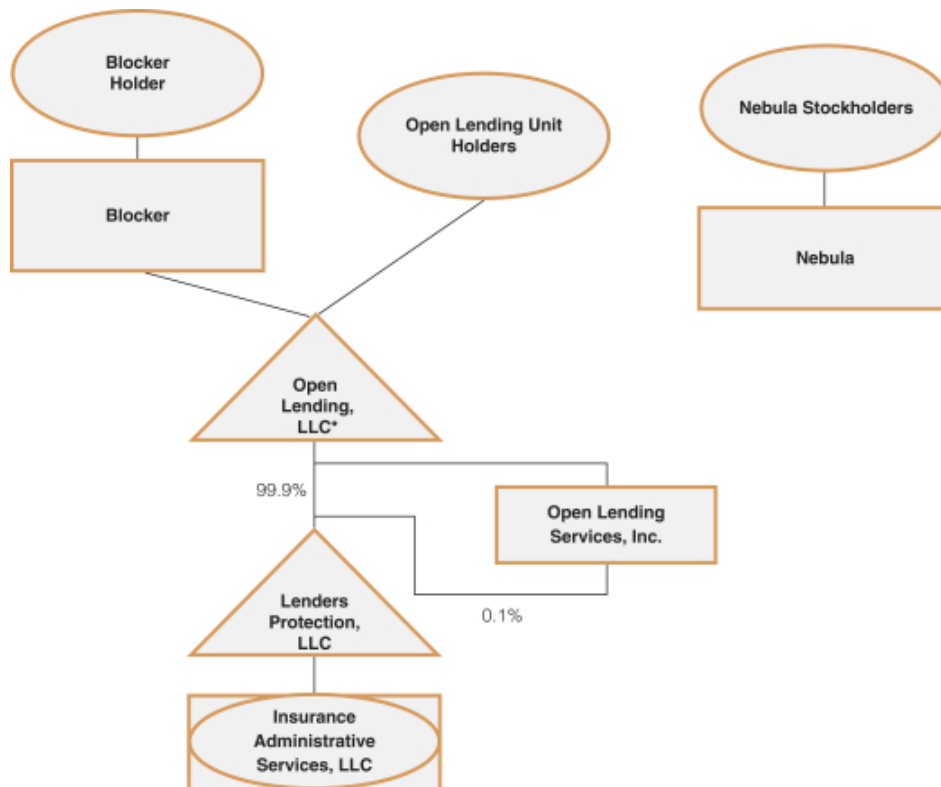 Blocker
Holder
Open Lending Unit
Holders
Nebula Stockholders
Blocker
Nebula
Open
Lending,
LLC*
99.9%
Open Lending
Services, Inc.
0.1%
Lenders
Protection,
LLC
Insurance
Administrative
Services, LLC